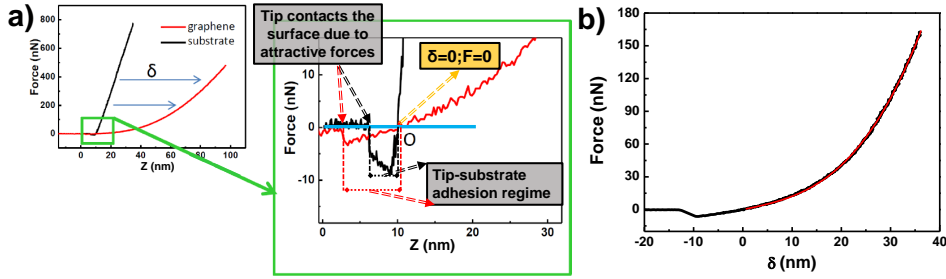 a)
800
600
400
200
0
Force (nN)
0 20 40 60 80 100
Z (nm)
graphene
substrate
δ
Tip contacts the
surface due to
attractive forces
δ=0;F=0
10
0
-10
Force (nN)
O
Tip-substrate
adhesion regime
0 10 20 30
Z (nm)
b)
180
150
120
90
60
30
0
-30
Force (nN)
-20 -10 0 10 20 30 40
δ (nm)